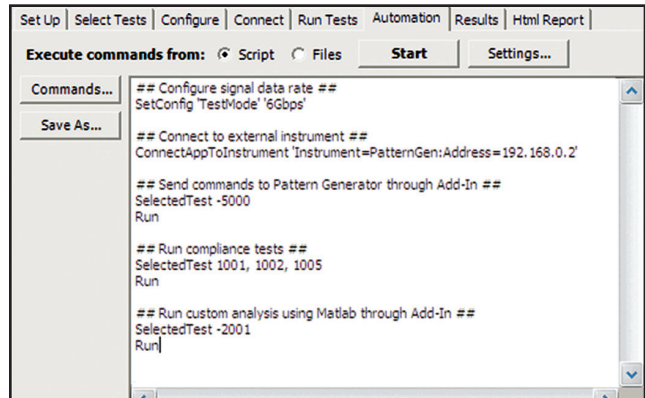 Set Up Select Tests Configure Connect Run Tests Automation Results Html Report
Execute commands from: Script Files Start Settings...
Commands...
Save As...
## Configure signal data rate ##
SetConfig 'TestMode' '6Gbps'
## Connect to external instrument ##
ConnectAppToInstrument 'Instrument=PatternGen:Address=192.168.0.2'
## Send commands to Pattern Generator through Add-In ##
SelectedTest -5000
Run
## Run compliance tests ##
SelectedTest 1001, 1002, 1005
Run
## Run custom analysis using Matlab through Add-In ##
SelectedTest -2001
Run